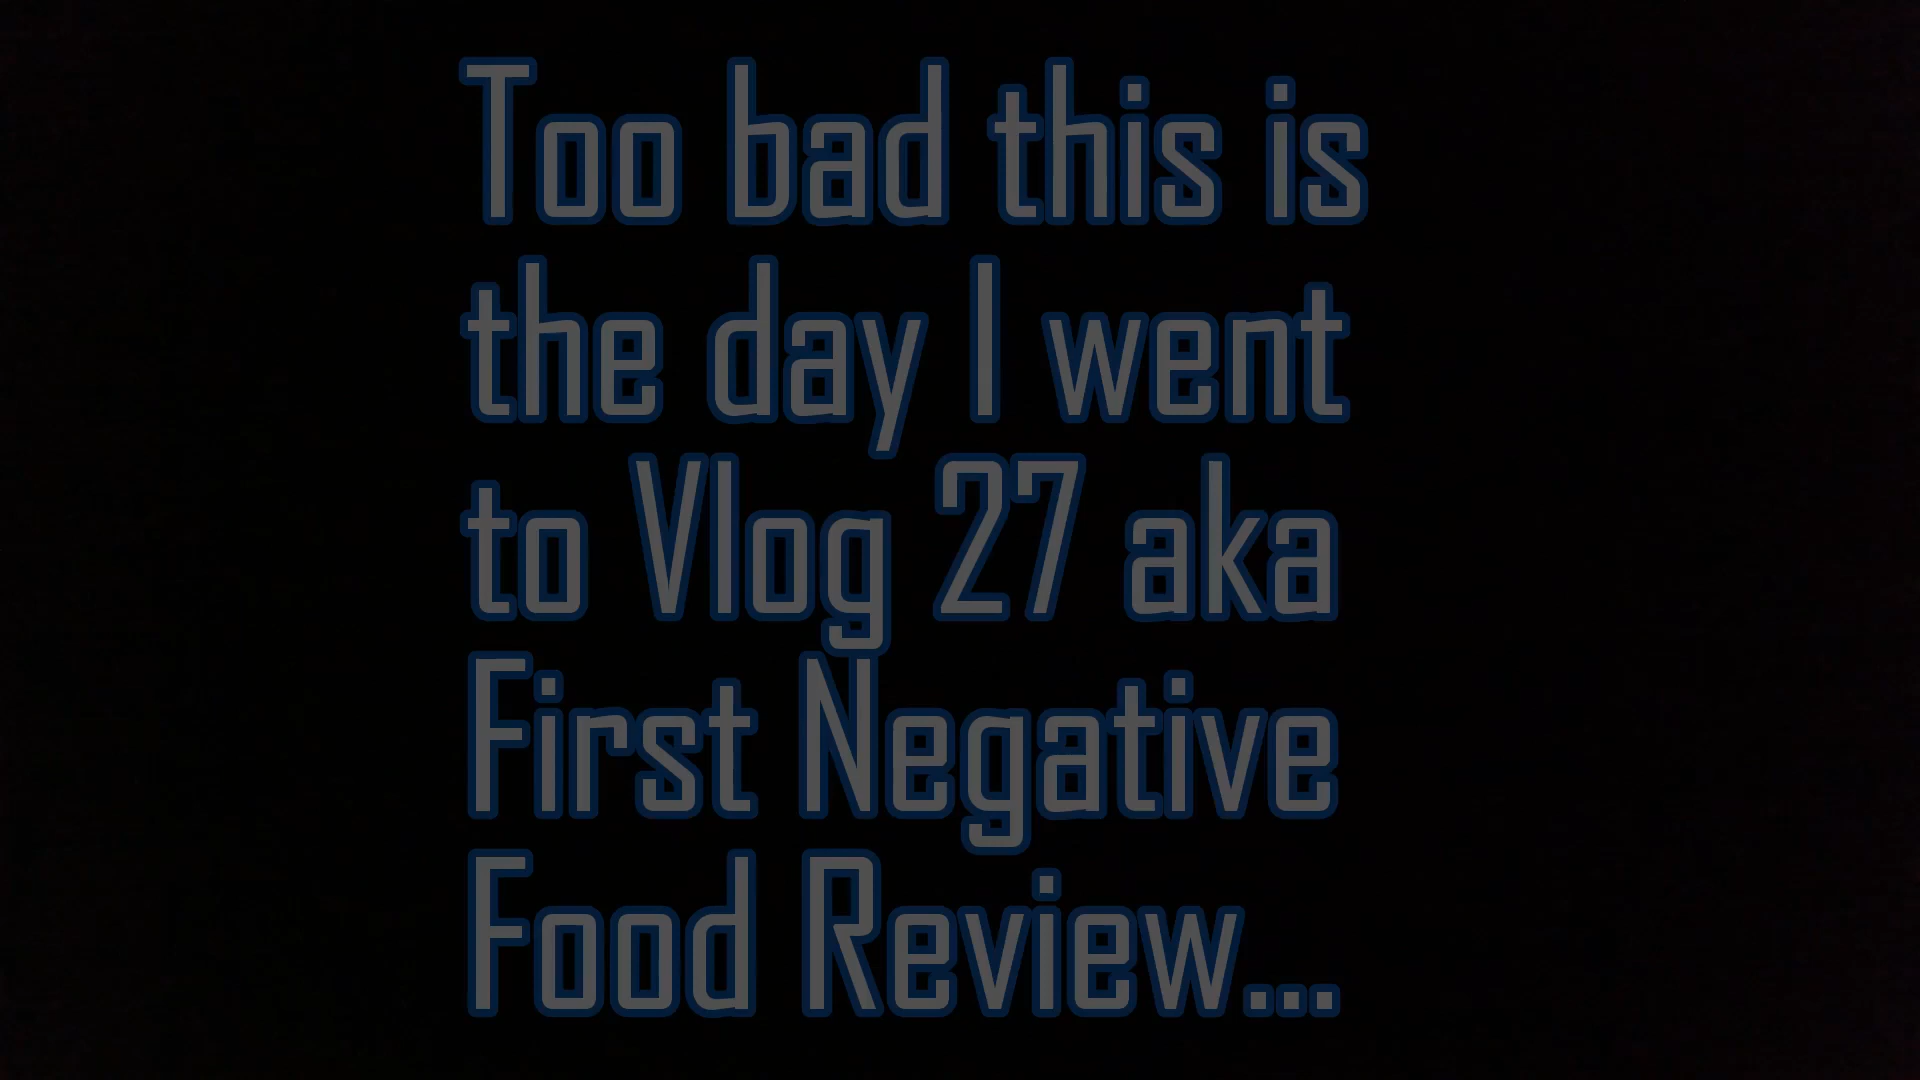 Too bad this is
the day I went
to Vlog 27 aka
First Negative
Food Review...